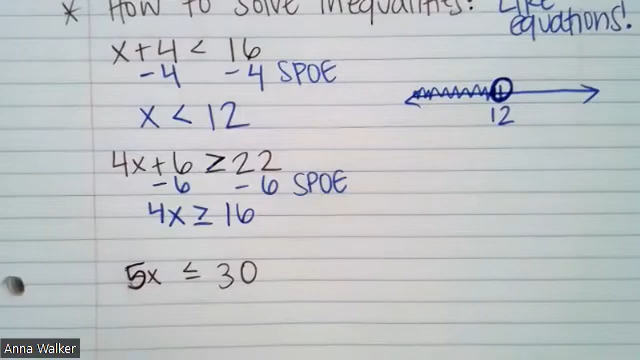 * How to solve inequalities? Like
equations!
x + 4 < 16
-4 -4 SPOE
x < 12
12
4x + 6 ≥ 22
-6 -6 SPOE
4x ≥ 16
5x ≤ 30
Anna Walker